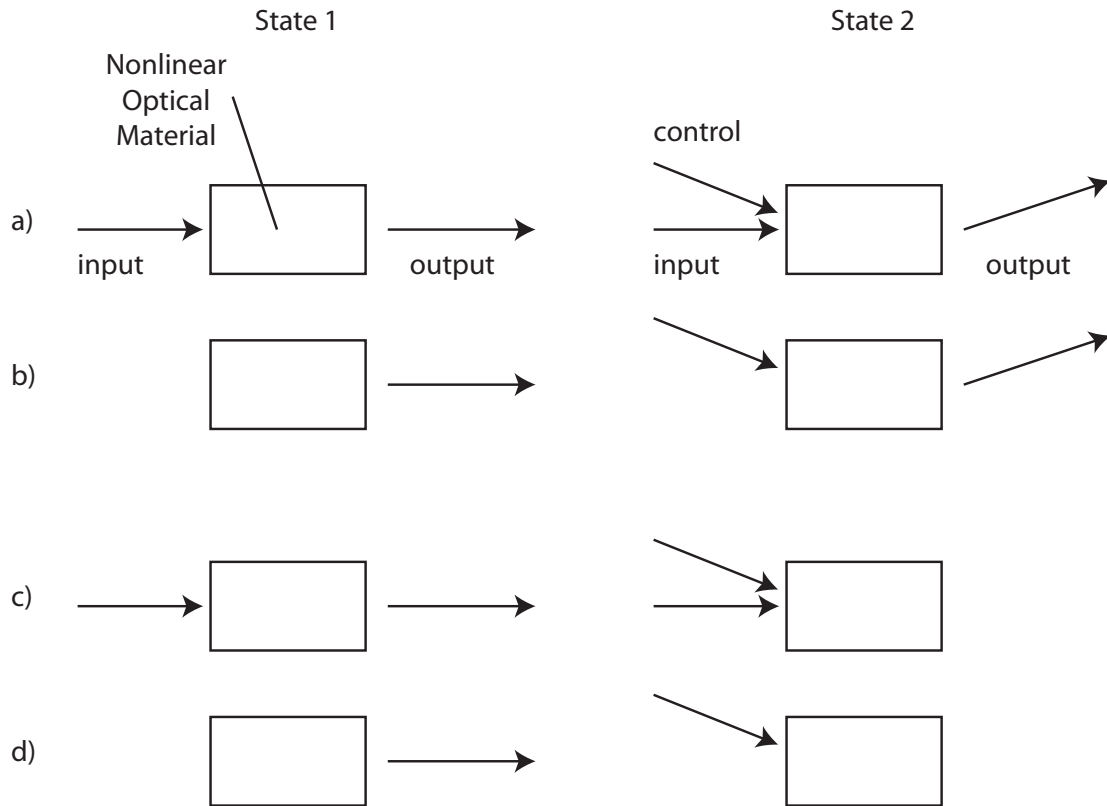 State 1
State 2
Nonlinear
Optical
Material
control
a)
input
output
input
output
b)
c)
d)